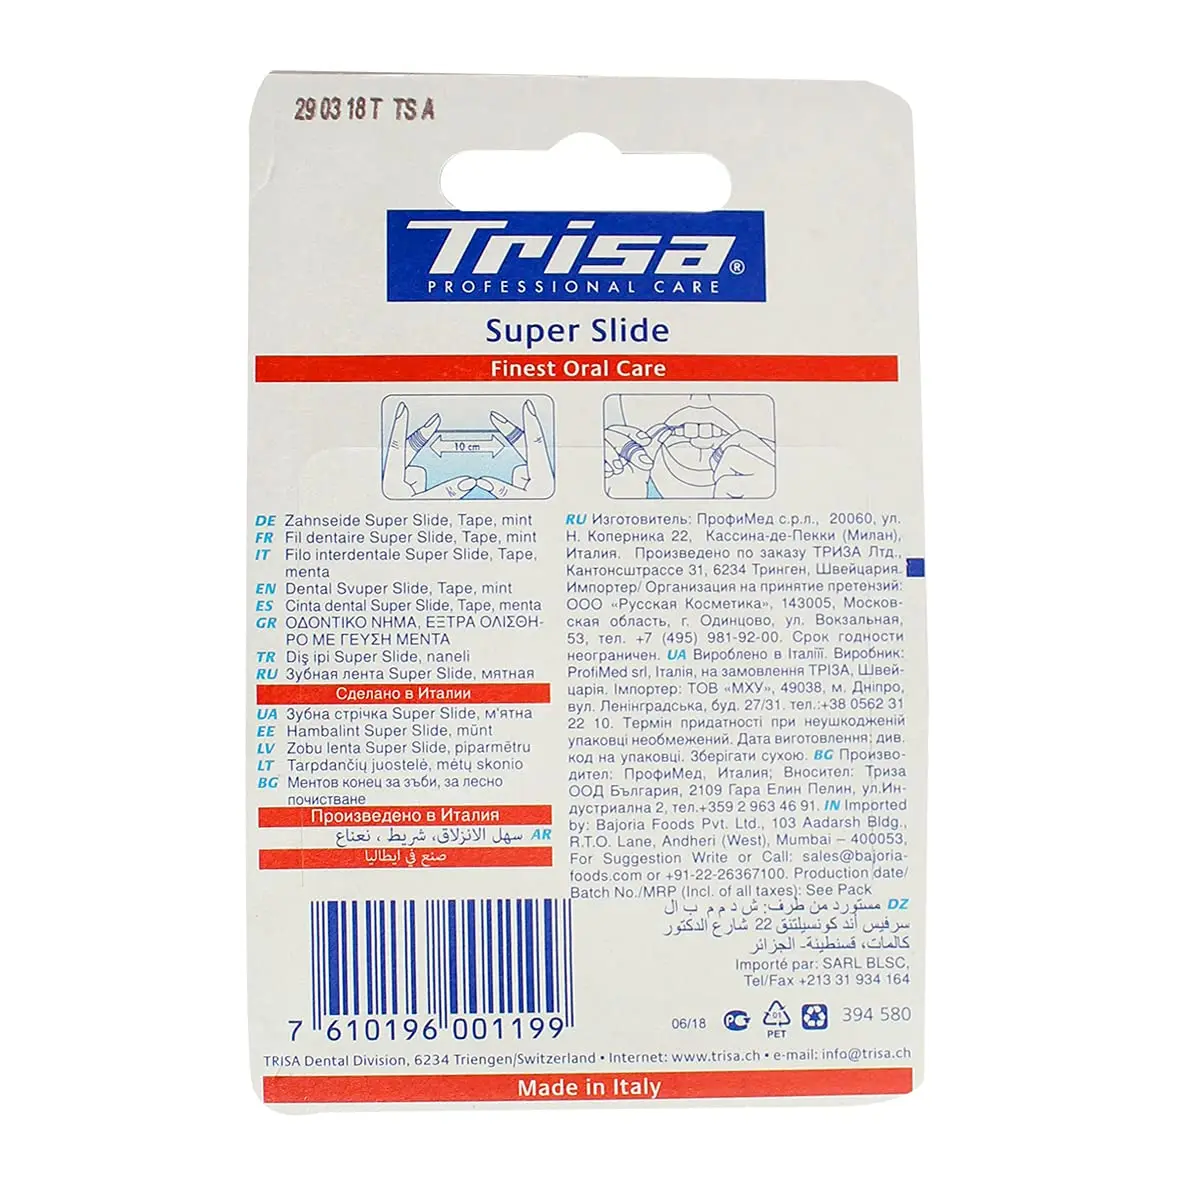 29 03 18 T TS A
Trisa®
PROFESSIONAL CARE
Super Slide
Finest Oral Care
10 cm
DE Zahnseide Super Slide, Tape, mint
FR Fil dentaire Super Slide, Tape, mint
IT Filo interdentale Super Slide, Tape,
menta
EN Dental Svuper Slide, Tape, mint
ES Cinta dental Super Slide, Tape, menta
GR ΟΔΟΝΤΙΚΟ ΝΗΜΑ, ΕΞΤΡΑ ΟΛΙΣΘΗ-
ΡΟ ΜΕ ΓΕΥΣΗ ΜΕΝΤΑ
TR Diş ipi Super Slide, naneli
RU Зубная лента Super Slide, мятная
Сделано в Италии
UA Зубна стрічка Super Slide, м'ятна
EE Hambalint Super Slide, münt
LV Zobu lenta Super Slide, piparmētru
LT Tarpdančių juostelė, mėtų skonio
BG Ментов конец за зъби, за лесно
почистване
Произведено в Италия
AR سهل الانزلاق، شريط ، نعناع
صنع في ايطاليا
RU Изготовитель: ПрофиМед с.р.л., 20060, ул.
Н. Коперника 22, Кассина-де-Пекки (Милан),
Италия. Произведено по заказу ТРИЗА Лтд.,
Кантонсштрассе 31, 6234 Тринген, Швейцария.
Импортер/ Организация на принятие претензий:
ООО «Русская Косметика», 143005, Москов-
ская область, г. Одинцово, ул. Вокзальная,
53, тел. +7 (495) 981-92-00. Срок годности
неограничен. UA Вироблено в Італіїї. Виробник:
ProfiMed srl, Італія, на замовлення ТРІЗА, Швей-
царія. Імпортер: ТОВ «МХУ», 49038, м. Дніпро,
вул. Ленінградська, буд. 27/31. тел.:+38 0562 31
22 10. Термін придатності при неушкодженій
упаковці необмежений. Дата виготовлення: див.
код на упаковці. Зберігати сухою. BG Произво-
дител: ПрофиМед, Италия; Вносител: Триза
ООД България, 2109 Гара Елин Пелин, ул.Ин-
дустриална 2, тел.+359 2 963 46 91. IN Imported
by: Bajoria Foods Pvt. Ltd., 103 Aadarsh Bldg.,
R.T.O. Lane, Andheri (West), Mumbai – 400053,
For Suggestion Write or Call: sales@bajoria-
foods.com or +91-22-26367100. Production date/
Batch No./MRP (Incl. of all taxes): See Pack
DZ مستورد من طرف: ش د م م ب ال
سرفيس أند كونسيلتنق 22 شارع الدكتور
كالمات، قسنطينة- الجزائر
Importé par: SARL BLSC,
Tel/Fax +213 31 934 164
7 610196 001199
06/18 01 PET 394 580
TRISA Dental Division, 6234 Triengen/Switzerland • Internet: www.trisa.ch • e-mail: info@trisa.ch
Made in Italy